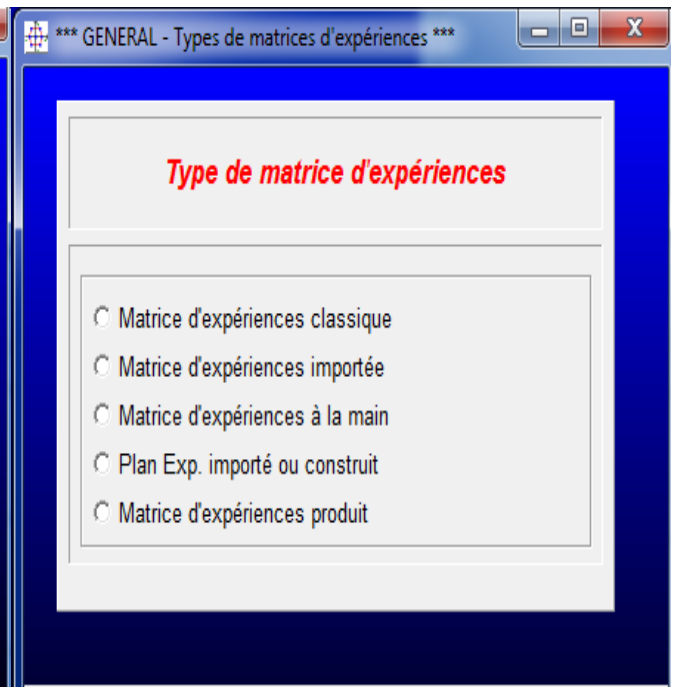 *** GENERAL - Types de matrices d'expériences ***
Type de matrice d'expériences
Matrice d'expériences classique
Matrice d'expériences importée
Matrice d'expériences à la main
Plan Exp. importé ou construit
Matrice d'expériences produit